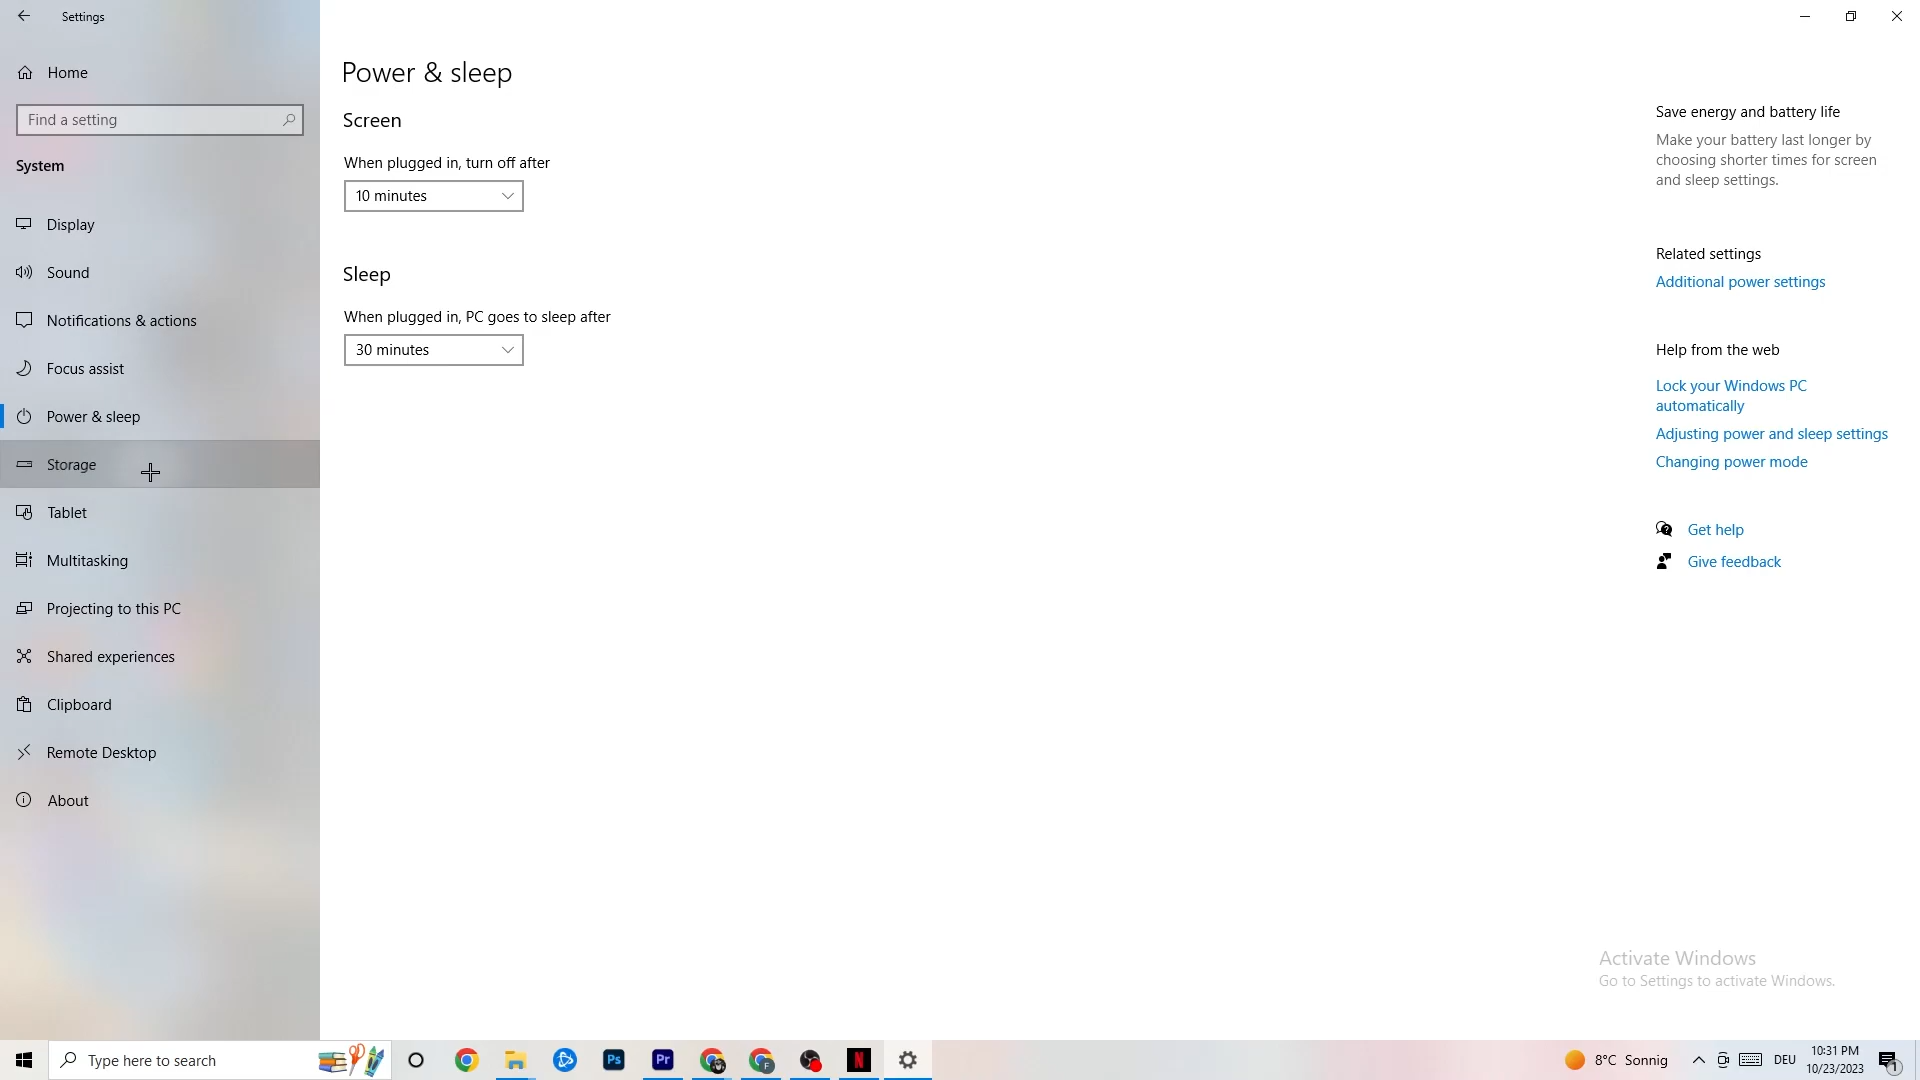 Settings
Home
Find a setting
System
Display
Sound
Notifications & actions
Focus assist
Power & sleep
Storage
Tablet
Multitasking
Projecting to this PC
Shared experiences
Clipboard
Remote Desktop
About
Power & sleep
Screen
When plugged in, turn off after
10 minutes
Sleep
When plugged in, PC goes to sleep after
30 minutes
Save energy and battery life
Make your battery last longer by
choosing shorter times for screen
and sleep settings.
Related settings
Additional power settings
Help from the web
Lock your Windows PC
automatically
Adjusting power and sleep settings
Changing power mode
Get help
Give feedback
Activate Windows
Go to Settings to activate Windows.
Type here to search
Ps
Pr
F
N
8°C Sonnig
DEU
10:31 PM
10/23/2023
1